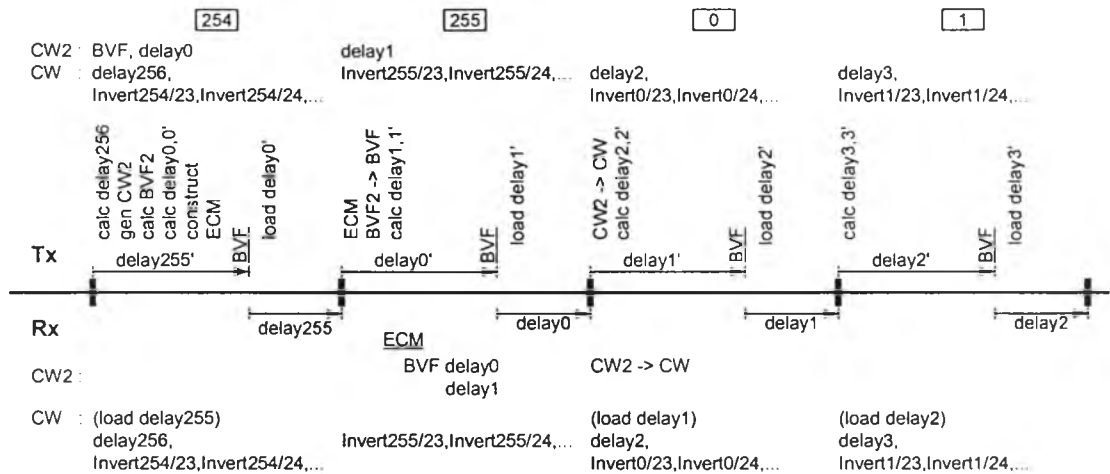 254 255 0 1
CW2 : BVF, delay0 delay1
CW : delay256, Invert255/23,Invert255/24,... delay2, delay3,
Invert254/23,Invert254/24,... Invert0/23,Invert0/24,... Invert1/23,Invert1/24,...
calc delay256
gen CW2
calc BVF2
calc delay0,0'
construct
ECM
BVF
load delay0'
ECM
BVF2 -> BVF
calc delay1,1'
BVF
load delay1'
CW2 -> CW
calc delay2,2'
BVF
load delay2'
calc delay3,3'
BVF
load delay3'
Tx
delay255' delay0' delay1' delay2'
Rx
delay255 delay0 delay1 delay2
ECM
BVF delay0 CW2 -> CW
CW2 :
delay1
CW : (load delay255) (load delay1) (load delay2)
delay256, Invert255/23,Invert255/24,... delay2, delay3,
Invert254/23,Invert254/24,... Invert0/23,Invert0/24,... Invert1/23,Invert1/24,...